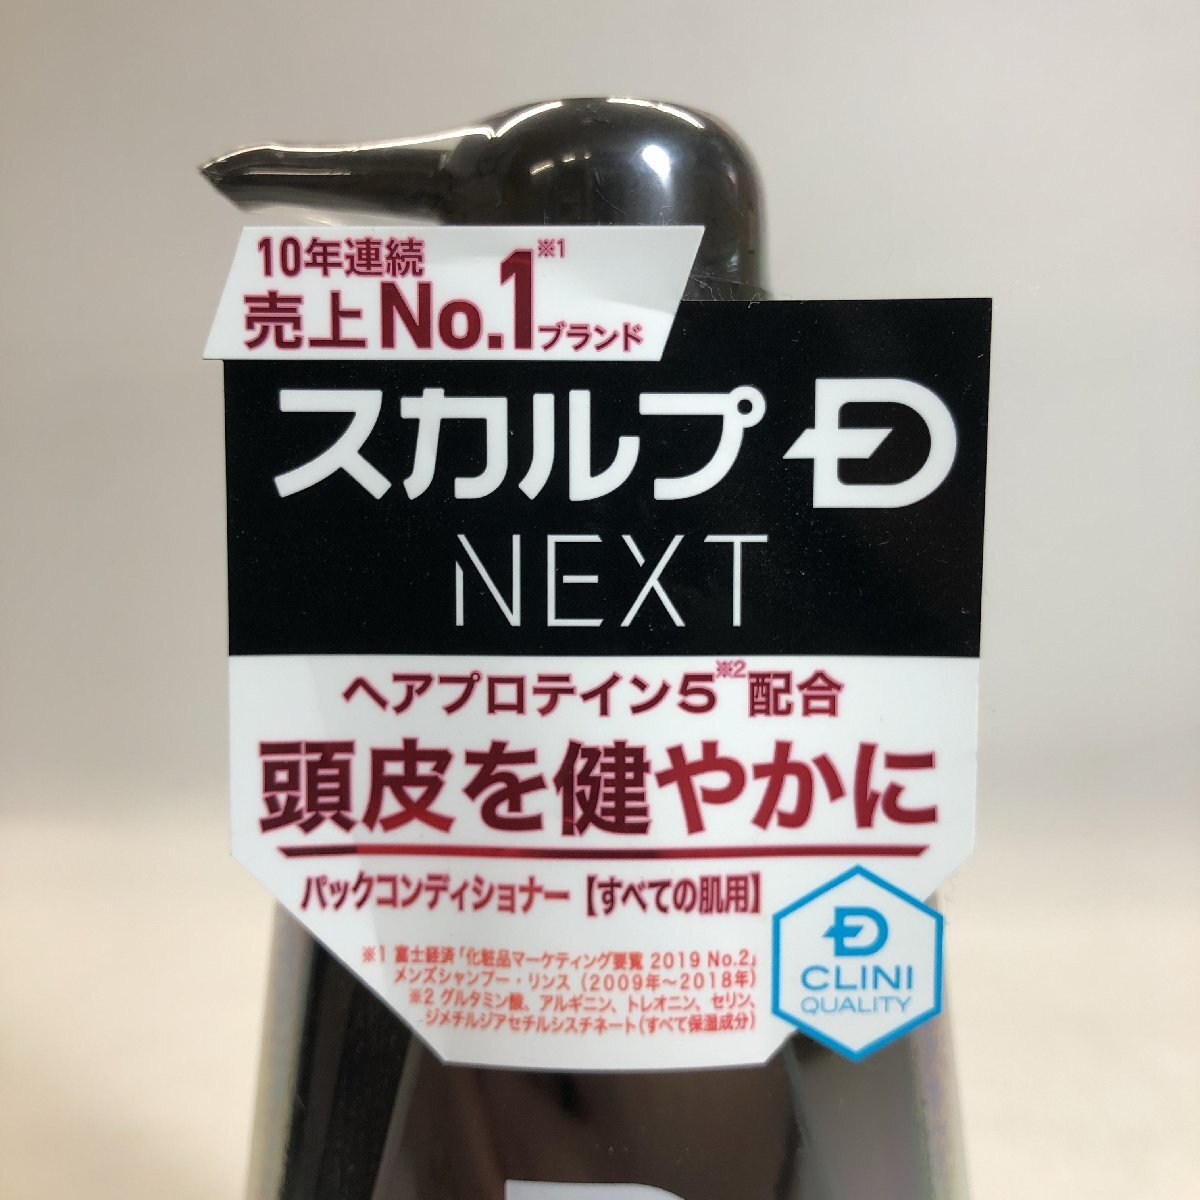 10年連続
売上No.1※1ブランド
スカルプD
NEXT
ヘアプロテイン5※2配合
頭皮を健やかに
パックコンディショナー【すべての肌用】
※1 富士経済「化粧品マーケティング要覧 2019 No.2」
メンズシャンプー・リンス（2009年～2018年）
※2 グルタミン酸、アルギニン、トレオニン、セリン、
ジメチルジアセチルシスチネート（すべて保湿成分）
D
CLINI
QUALITY